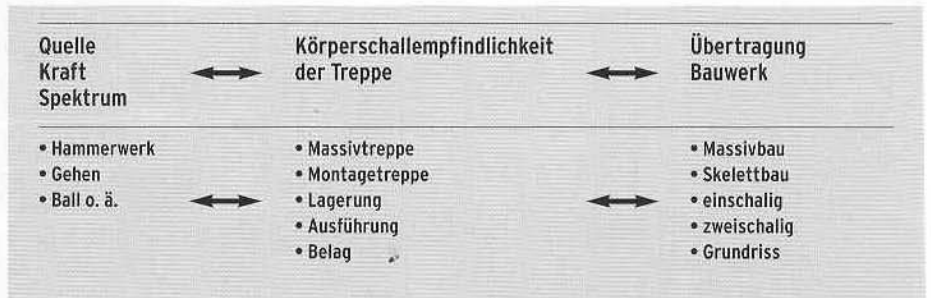 Quelle
Kraft
Spektrum
Körperschallempfindlichkeit
der Treppe
Übertragung
Bauwerk
• Hammerwerk
• Gehen
• Ball o. ä.
• Massivtreppe
• Montagetreppe
• Lagerung
• Ausführung
• Belag
• Massivbau
• Skelettbau
• einschalig
• zweischalig
• Grundriss